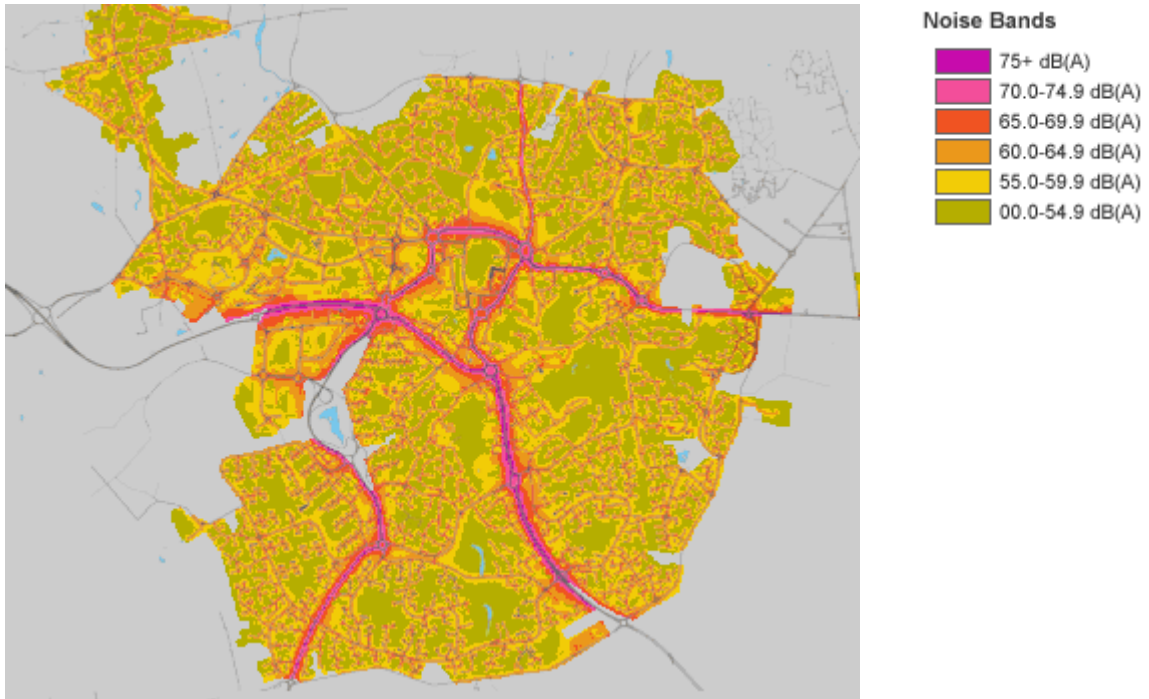 Noise Bands
75+ dB(A)
70.0-74.9 dB(A)
65.0-69.9 dB(A)
60.0-64.9 dB(A)
55.0-59.9 dB(A)
00.0-54.9 dB(A)